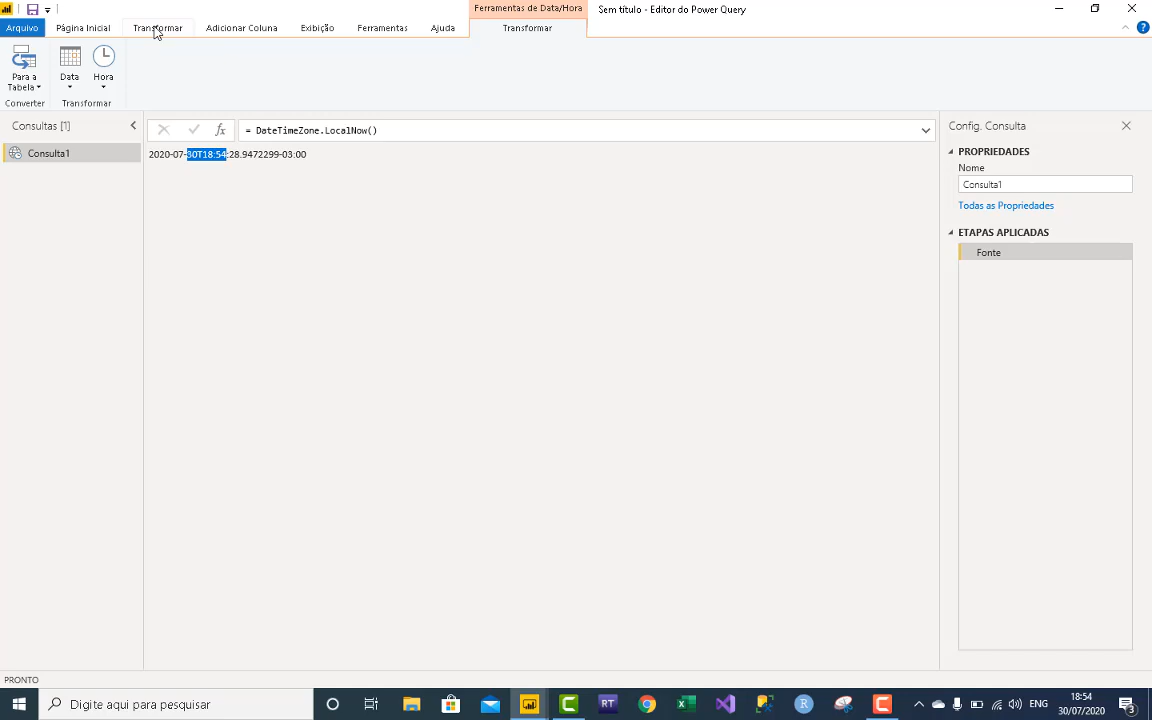 Ferramentas de Data/Hora
Sem título - Editor do Power Query
Arquivo
Página Inicial
Transformar
Adicionar Coluna
Exibição
Ferramentas
Ajuda
Transformar
Para a
Tabela
Data
Hora
Converter
Transformar
Consultas [1]
fx
= DateTimeZone.LocalNow()
Config. Consulta
Consulta1
2020-07-30T18:54:28.9472299-03:00
PROPRIEDADES
Nome
Consulta1
Todas as Propriedades
ETAPAS APLICADAS
Fonte
PRONTO
Digite aqui para pesquisar
RT
R
ENG
18:54
30/07/2020
3